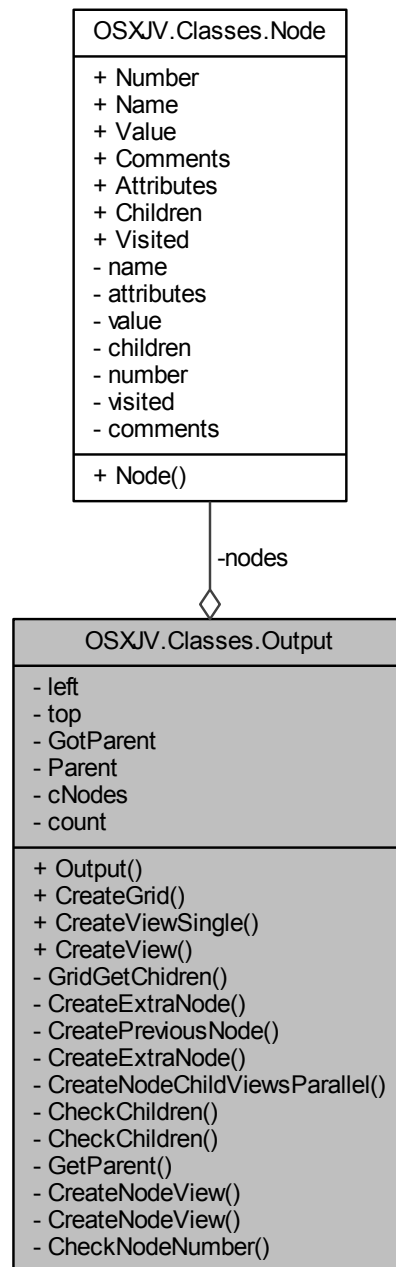 OSXJV.Classes.Node
+ Number
+ Name
+ Value
+ Comments
+ Attributes
+ Children
+ Visited
- name
- attributes
- value
- children
- number
- visited
- comments
+ Node()
-nodes
OSXJV.Classes.Output
- left
- top
- GotParent
- Parent
- cNodes
- count
+ Output()
+ CreateGrid()
+ CreateViewSingle()
+ CreateView()
- GridGetChidren()
- CreateExtraNode()
- CreatePreviousNode()
- CreateExtraNode()
- CreateNodeChildViewsParallel()
- CheckChildren()
- CheckChildren()
- GetParent()
- CreateNodeView()
- CreateNodeView()
- CheckNodeNumber()